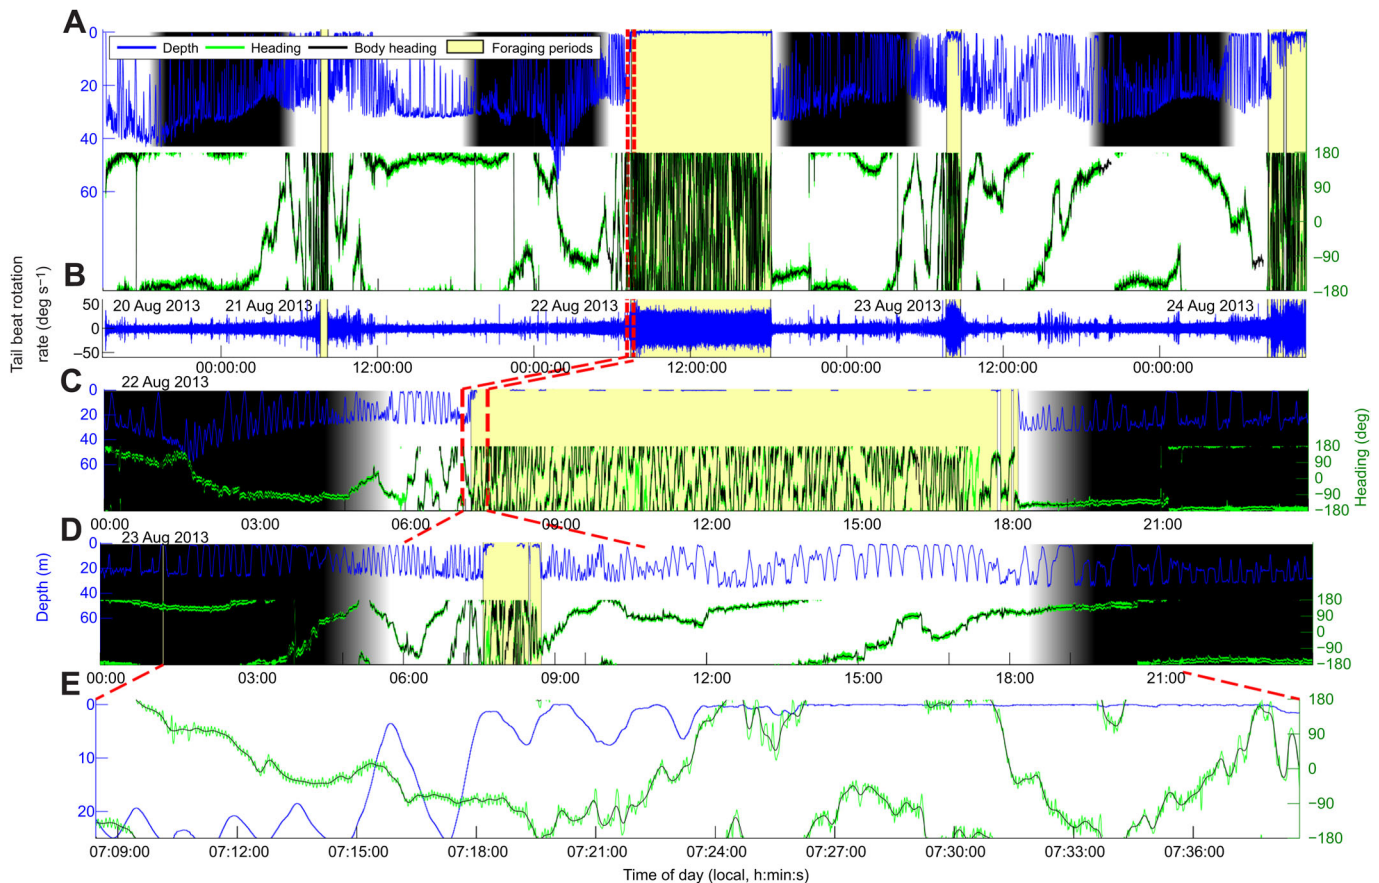 A
0
20
40
60
Depth Heading Body heading Foraging periods
180
90
0
−90
−180
Tail beat rotation
rate (deg s−1)
B
50
0
−50
20 Aug 2013 21 Aug 2013 22 Aug 2013 23 Aug 2013 24 Aug 2013
00:00:00 12:00:00 00:00:00 12:00:00 00:00:00 12:00:00 00:00:00
C
22 Aug 2013
0
20
40
60
180
90
0
−90
−180
Heading (deg)
00:00 03:00 06:00 09:00 12:00 15:00 18:00 21:00
D
23 Aug 2013
0
20
40
60
Depth (m)
180
90
0
−90
−180
00:00 03:00 06:00 09:00 12:00 15:00 18:00 21:00
E
0
10
20
180
90
0
−90
−180
07:09:00 07:12:00 07:15:00 07:18:00 07:21:00 07:24:00 07:27:00 07:30:00 07:33:00 07:36:00
Time of day (local, h:min:s)